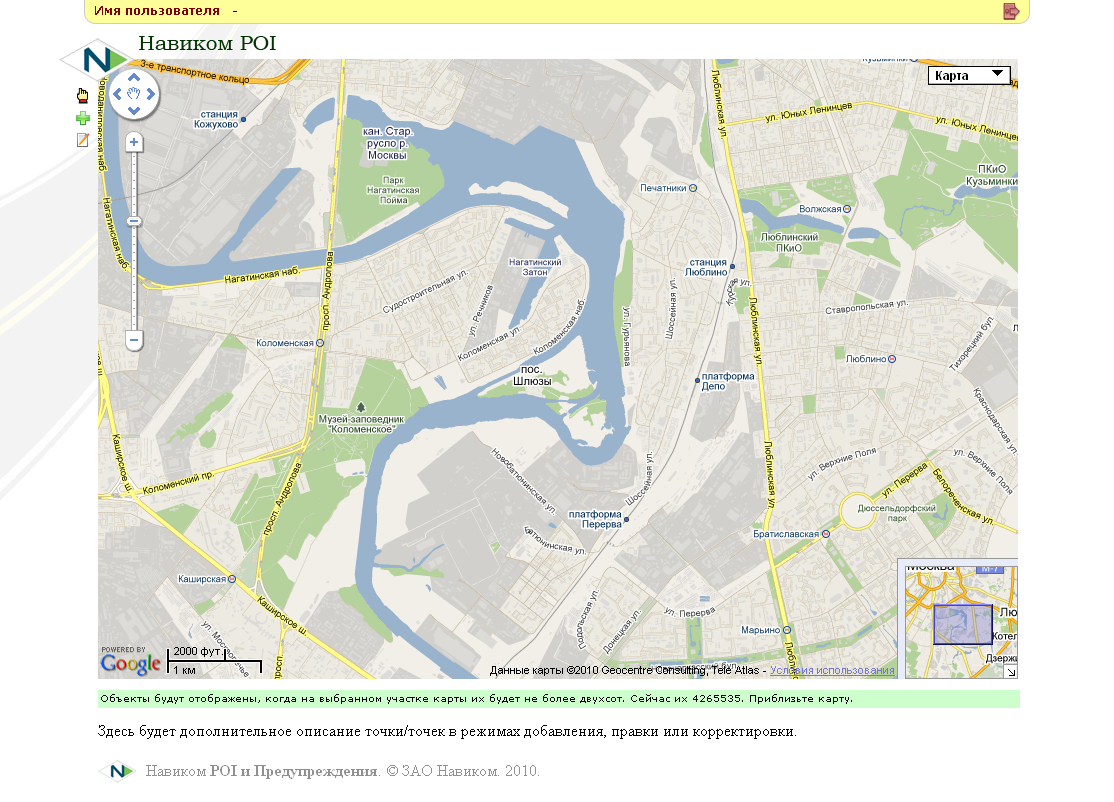 Имя пользователя -
Навиком POI
3-е транспортное кольцо
Карта
станция
Кожухово
кан. Стар.
русло р.
Москвы
Парк
Нагатинская
Пойма
Люблинская ул.
ул. Юных Ленинцев
ул. Юных Ленинцев
ПКиО
Кузьминки
Печатники
Волжская
Люблинский
ПКиО
Нагатинская наб.
Нагатинская наб.
просп. Андропова
Нагатинский
Затон
станция
Люблино
Судостроительная ул.
ул. Речников
Коломенская ул.
Коломенская наб.
ул. Гурьянова
Шоссейная ул.
Люблинская ул.
Ставропольская ул.
Тихорецкий бул.
Коломенская
Люблино
пос.
Шлюзы
платформа
Депо
Краснодарская ул.
Музей-заповедник
"Коломенское"
Каширское ш.
Коломенский пр.
просп. Андропова
Новобатюнинская ул.
Шоссейная ул.
Люблинская ул.
ул. Верхние Поля
ул. Верхние Поля
ул. Перерва
Белореченская ул.
Дюссельдорфский
парк
платформа
Перерва
Братиславская
Каширская
Каширское ш.
Подольская ул.
Донецкая ул.
ул. Перерва
Марьино
Москва
М-7
POWERED BY
Google
2000 фут.
1 км
Данные карты ©2010 Geocentre Consulting, Tele Atlas - Условия использования
Объекты будут отображены, когда на выбранном участке карты их будет не более двухсот. Сейчас их 4265535. Приблизьте карту.
Здесь будет дополнительное описание точки/точек в режимах добавления, правки или корректировки.
Навиком POI и Предупреждения. © ЗАО Навиком. 2010.